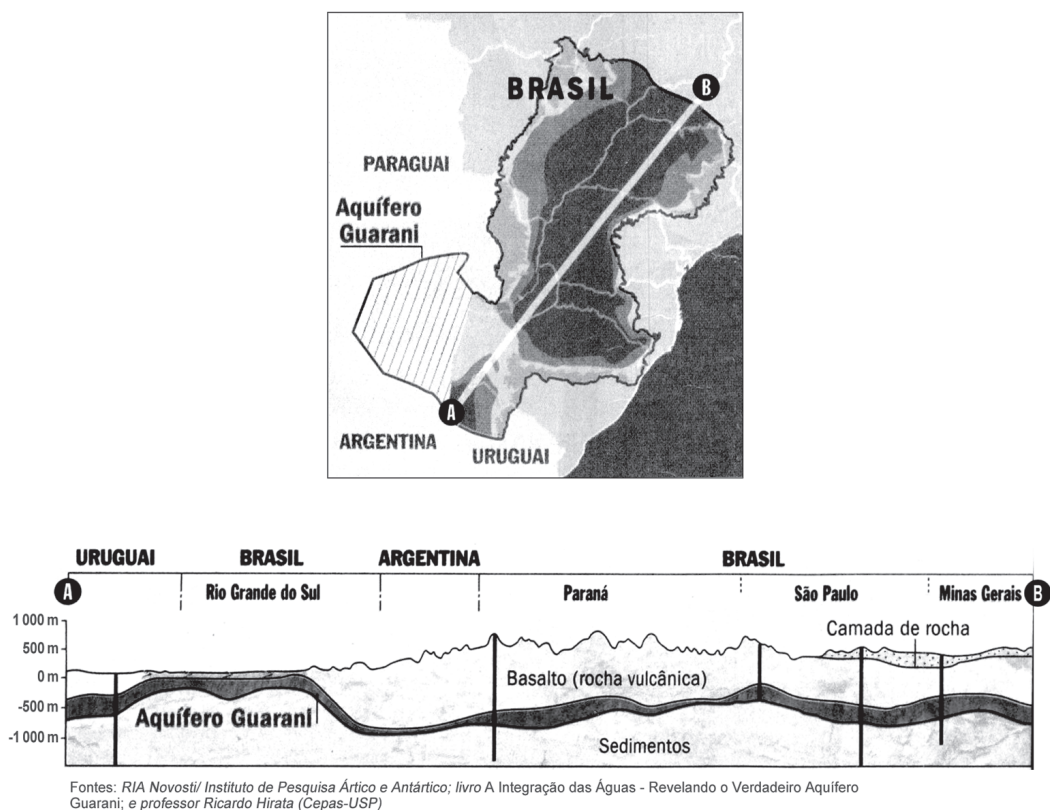 BRASIL
B
PARAGUAI
Aquífero
Guarani
A
ARGENTINA
URUGUAI
URUGUAI BRASIL ARGENTINA BRASIL
A Rio Grande do Sul Paraná São Paulo Minas Gerais B
1 000 m
500 m
0 m
-500 m
-1 000 m
Camada de rocha
Basalto (rocha vulcânica)
Aquífero Guarani
Sedimentos
Fontes: RIA Novosti/ Instituto de Pesquisa Ártico e Antártico; livro A Integração das Águas - Revelando o Verdadeiro Aquífero
Guarani; e professor Ricardo Hirata (Cepas-USP)